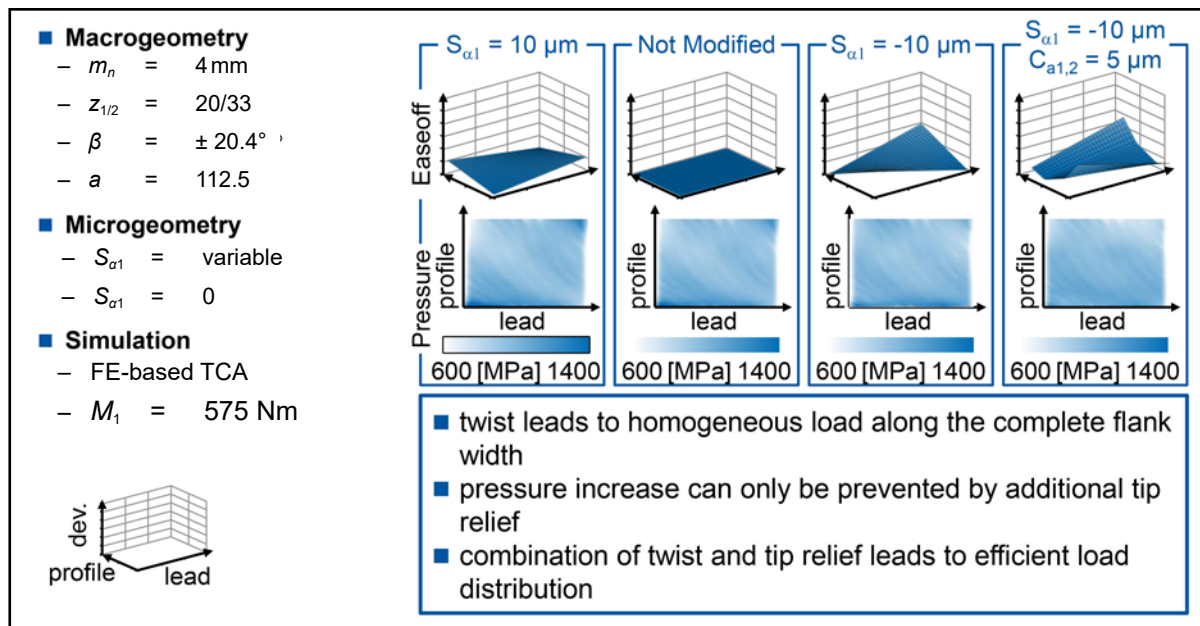 Macrogeometry
– mn = 4 mm
– z1/2 = 20/33
– β = ± 20.4°
– a = 112.5
Microgeometry
– Sα1 = variable
– Sα1 = 0
Simulation
– FE-based TCA
– M1 = 575 Nm
dev.
profile
lead
Sα1 = 10 µm
Not Modified
Sα1 = -10 µm
Sα1 = -10 µm
Ca1,2 = 5 µm
Easeoff
Pressure
profile
lead
600 [MPa] 1400
profile
lead
600 [MPa] 1400
profile
lead
600 [MPa] 1400
profile
lead
600 [MPa] 1400
twist leads to homogeneous load along the complete flank
width
pressure increase can only be prevented by additional tip
relief
combination of twist and tip relief leads to efficient load
distribution